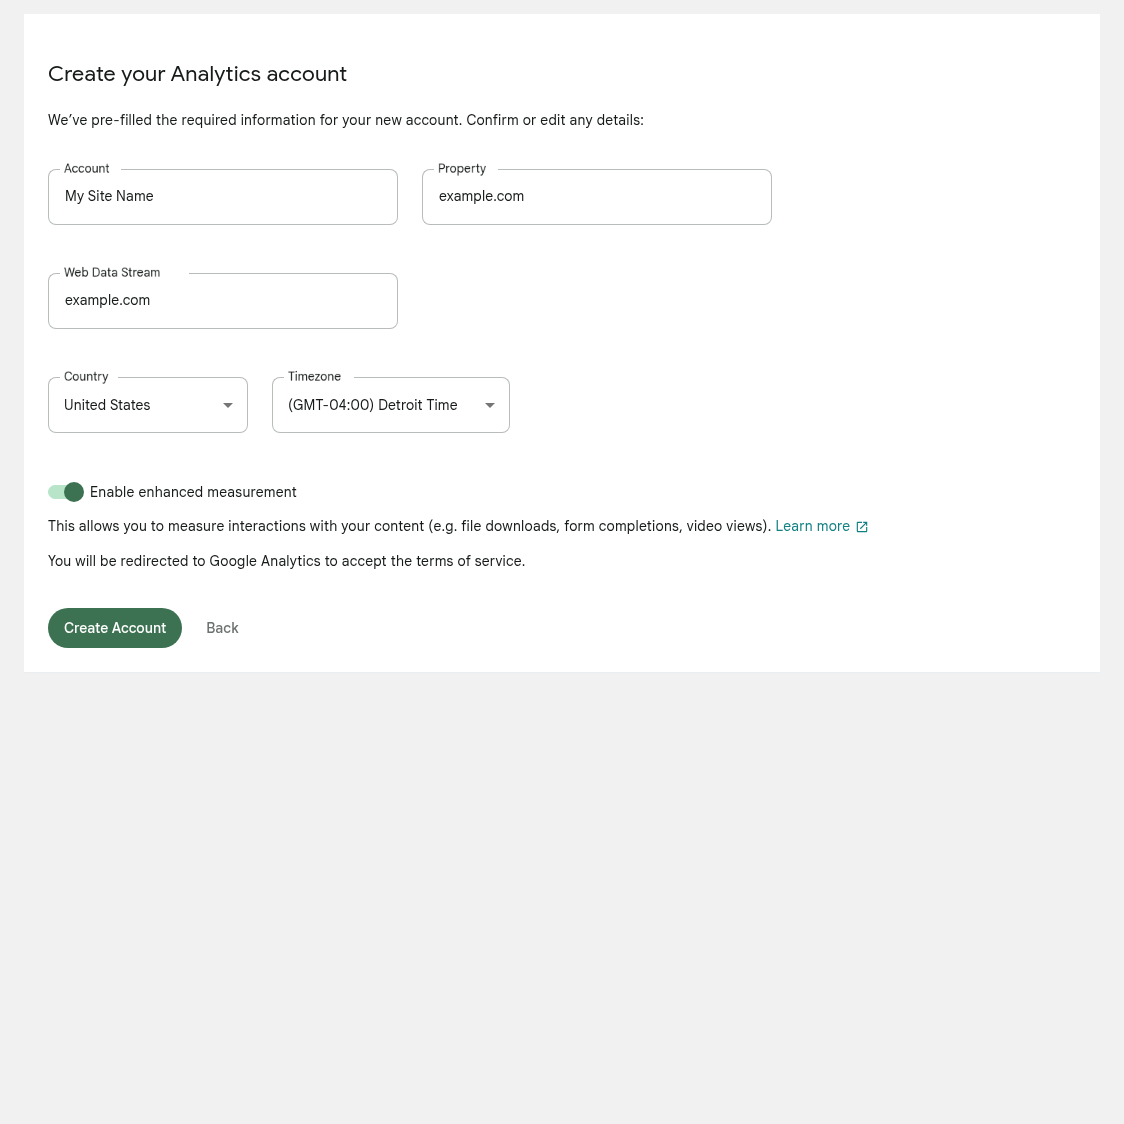 Create your Analytics account
We’ve pre-filled the required information for your new account. Confirm or edit any details:
Account
Property
My Site Name
example.com
Web Data Stream
example.com
Country
Timezone
United States
(GMT-04:00) Detroit Time
Enable enhanced measurement
This allows you to measure interactions with your content (e.g. file downloads, form completions, video views). Learn more
You will be redirected to Google Analytics to accept the terms of service.
Create Account
Back